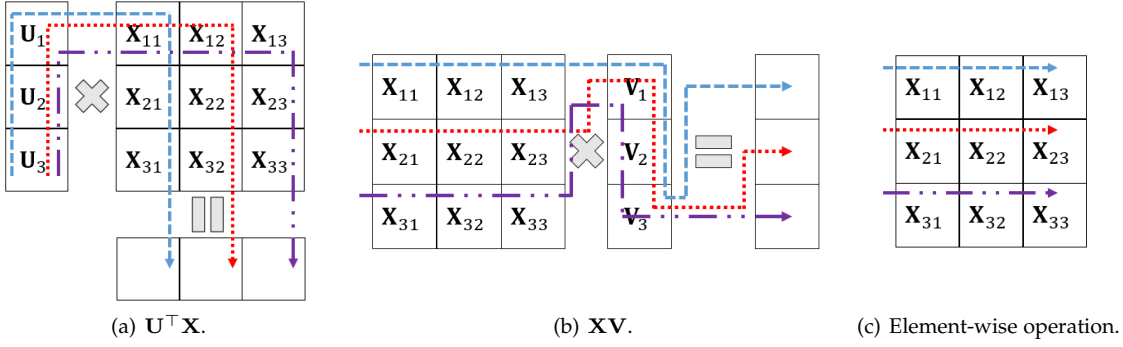 U₁ X₁₁ X₁₂ X₁₃
U₂ X₂₁ X₂₂ X₂₃
U₃ X₃₁ X₃₂ X₃₃
(a) U⊤X.
X₁₁ X₁₂ X₁₃ V₁
X₂₁ X₂₂ X₂₃ V₂
X₃₁ X₃₂ X₃₃ V₃
(b) XV.
X₁₁ X₁₂ X₁₃
X₂₁ X₂₂ X₂₃
X₃₁ X₃₂ X₃₃
(c) Element-wise operation.